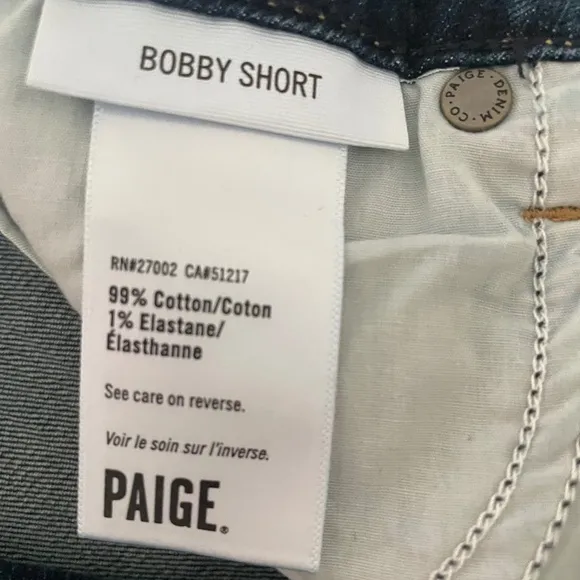 BOBBY SHORT
PAIGE · DENIM · CO ·
RN#27002 CA#51217
99% Cotton/Coton
1% Elastane/
Élasthanne
See care on reverse.
Voir le soin sur l'inverse.
PAIGE®